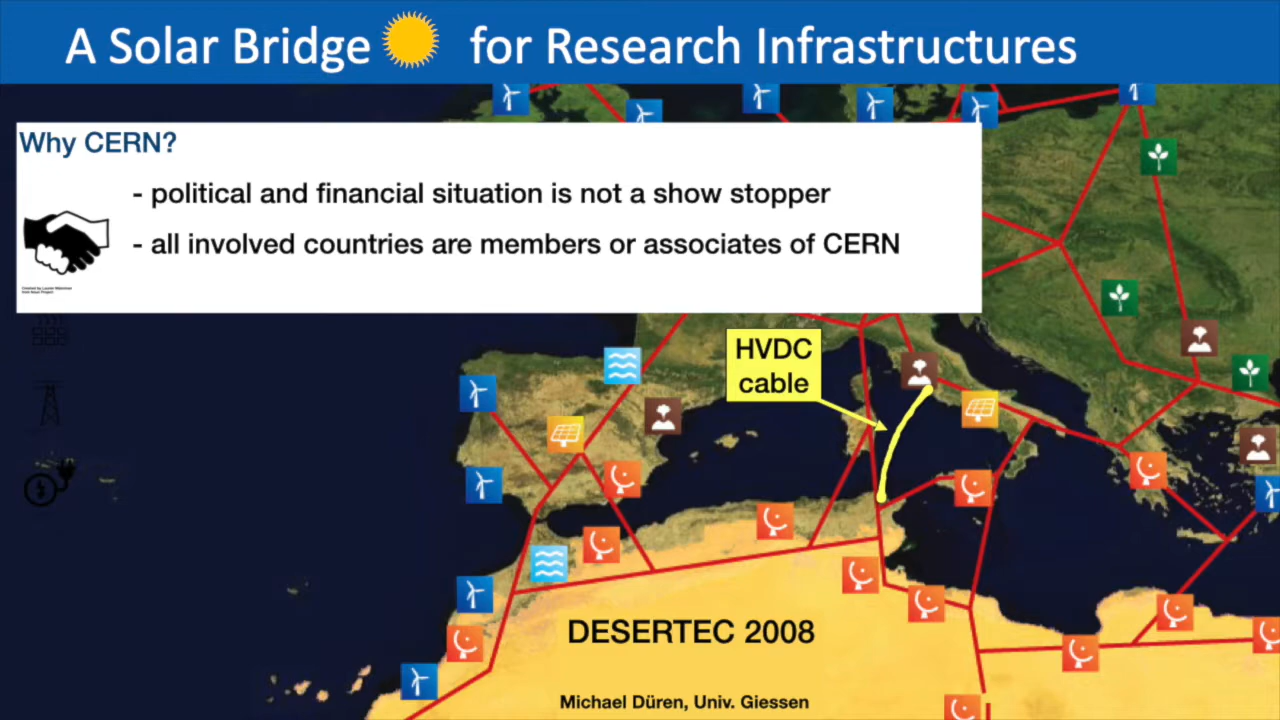 A Solar Bridge for Research Infrastructures
Why CERN?
- political and financial situation is not a show stopper
- all involved countries are members or associates of CERN
HVDC
cable
DESERTEC 2008
Michael Düren, Univ. Giessen